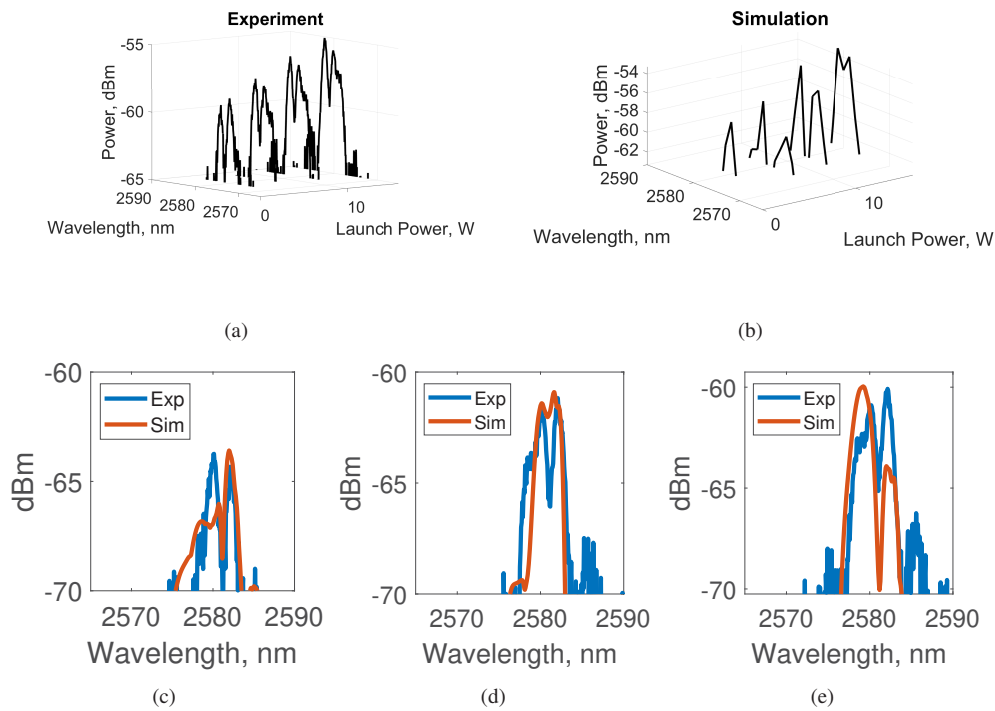 Experiment
Simulation
-55
-60
-65
Power, dBm
2590
2580
2570
0
10
Wavelength, nm
Launch Power, W
-54
-56
-58
-60
-62
Power, dBm
2590
2580
2570
0
10
Wavelength, nm
Launch Power, W
(a)
(b)
-60
-65
-70
dBm
Exp
Sim
2570
2580
2590
Wavelength, nm
(c)
-60
-65
-70
dBm
Exp
Sim
2570
2580
2590
Wavelength, nm
(d)
-60
-65
-70
dBm
Exp
Sim
2570
2580
2590
Wavelength, nm
(e)